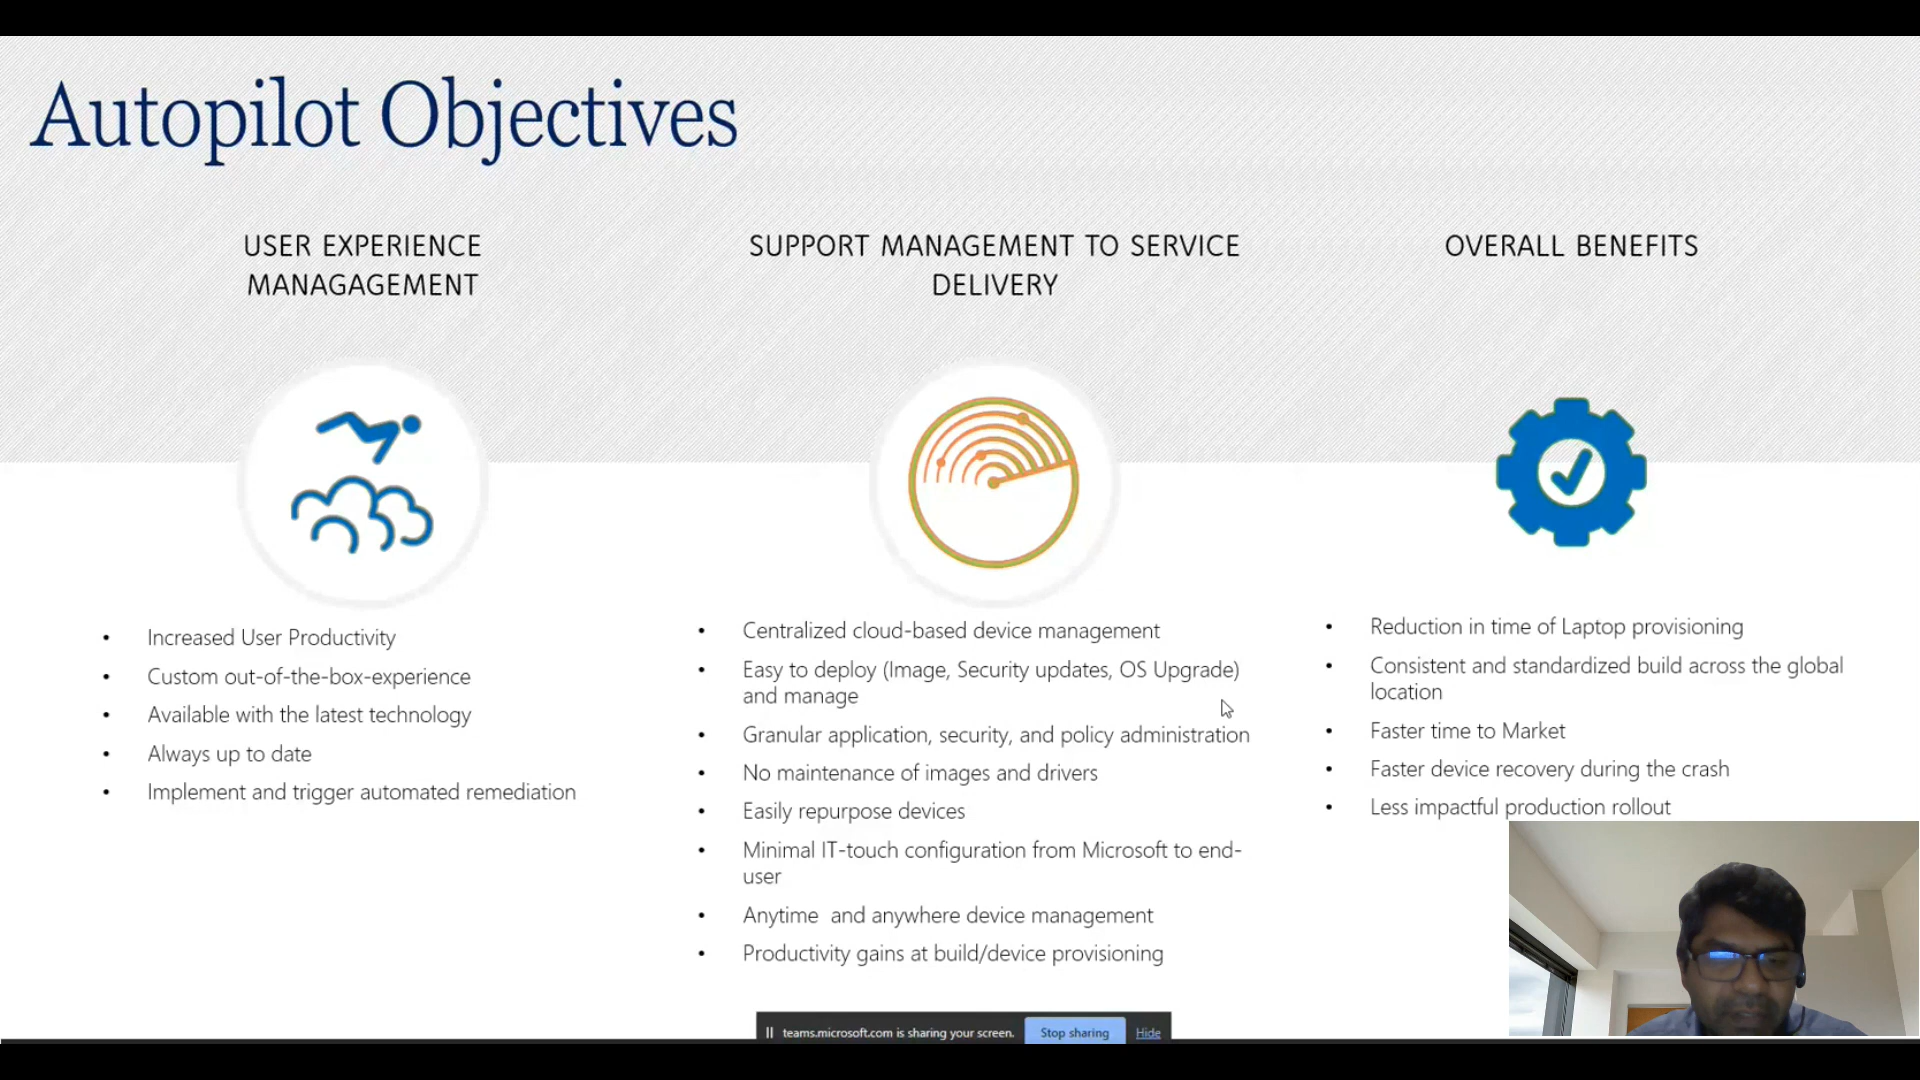 Autopilot Objectives
USER EXPERIENCE
MANAGAGEMENT
• Increased User Productivity
• Custom out-of-the-box-experience
• Available with the latest technology
• Always up to date
• Implement and trigger automated remediation
SUPPORT MANAGEMENT TO SERVICE
DELIVERY
• Centralized cloud-based device management
• Easy to deploy (Image, Security updates, OS Upgrade)
and manage
• Granular application, security, and policy administration
• No maintenance of images and drivers
• Easily repurpose devices
• Minimal IT-touch configuration from Microsoft to end-
user
• Anytime  and anywhere device management
• Productivity gains at build/device provisioning
OVERALL BENEFITS
• Reduction in time of Laptop provisioning
• Consistent and standardized build across the global
location
• Faster time to Market
• Faster device recovery during the crash
• Less impactful production rollout
teams.microsoft.com is sharing your screen. Stop sharing Hide